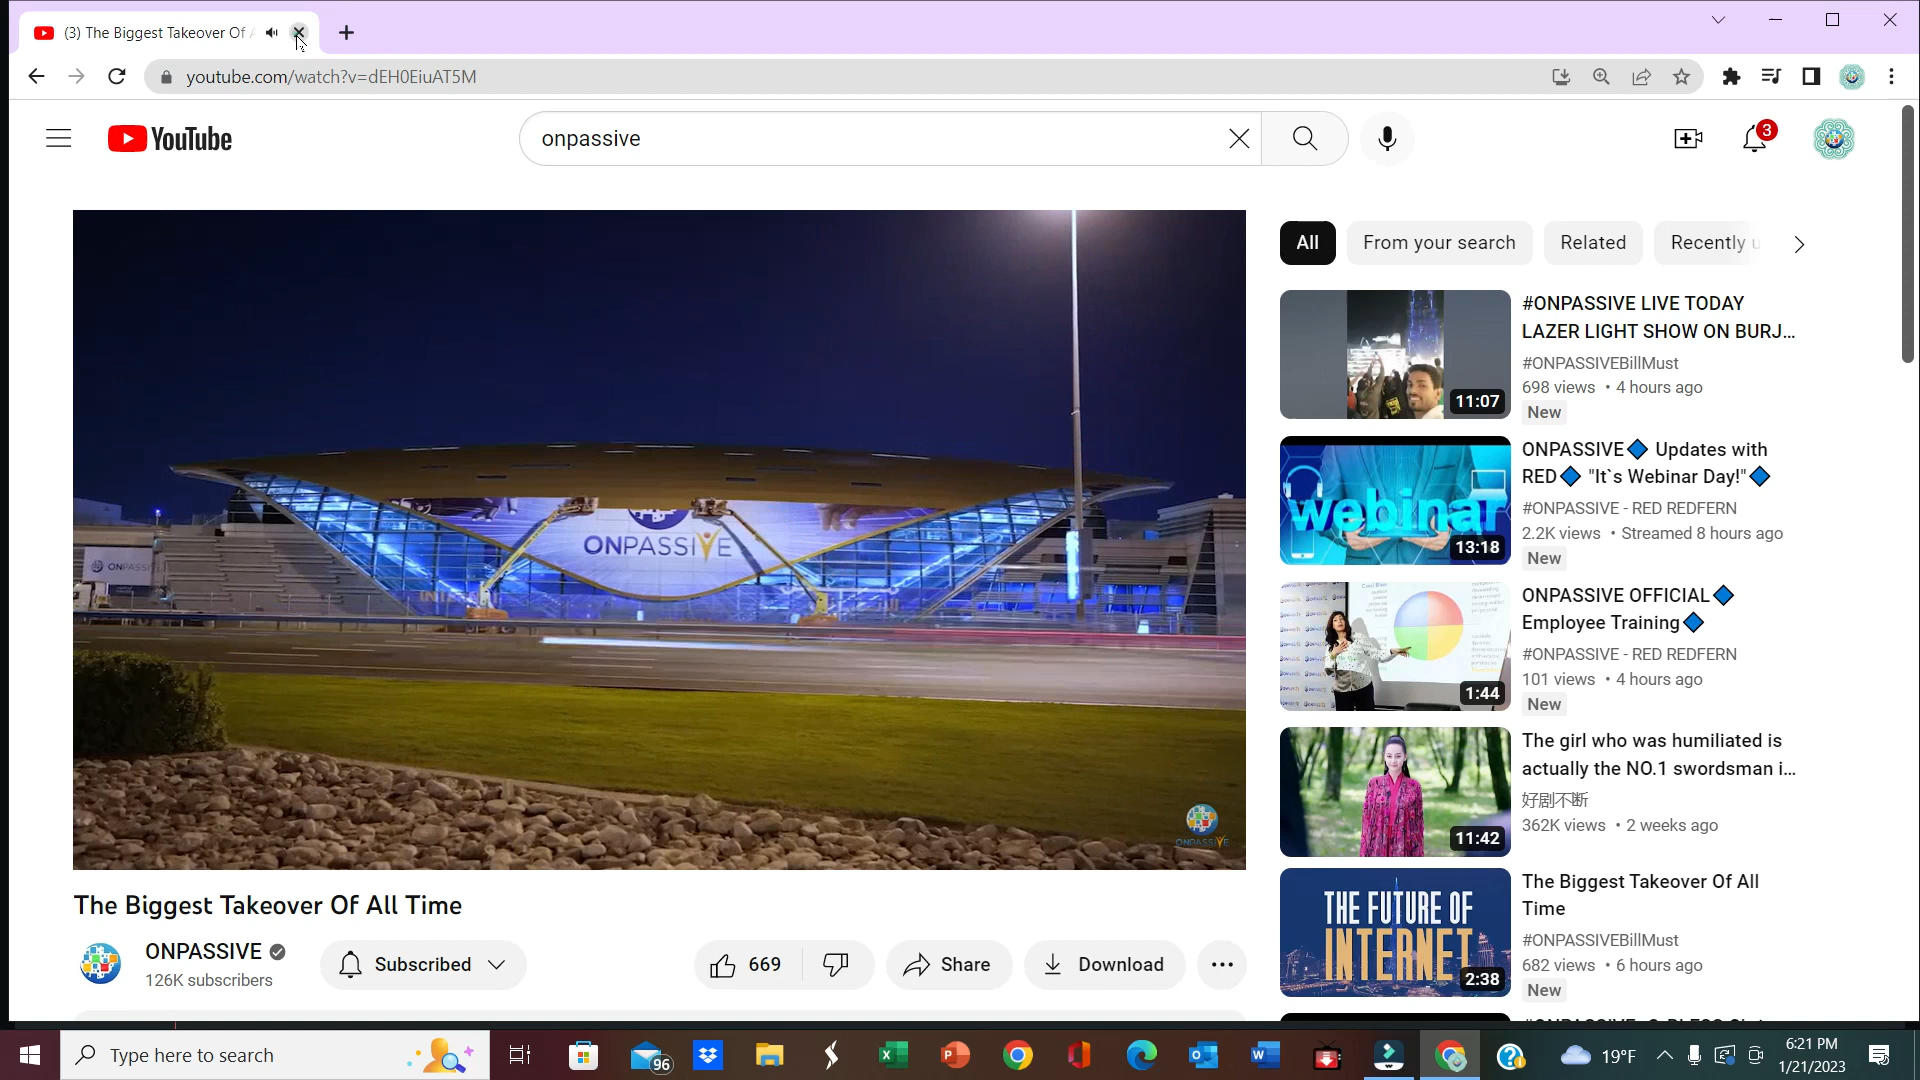 (3) The Biggest Takeover Of
youtube.com/watch?v=dEH0EiuAT5M
YouTube
onpassive
3
All
From your search
Related
Recently
ONPASSIVE
ONPASSI
ONPASSIVE
#ONPASSIVE LIVE TODAY
LAZER LIGHT SHOW ON BURJ...
#ONPASSIVEBillMust
698 views • 4 hours ago
New
11:07
ONPASSIVE🔷 Updates with
RED🔷 "It`s Webinar Day!"🔷
#ONPASSIVE - RED REDFERN
2.2K views • Streamed 8 hours ago
New
webinar
13:18
ONPASSIVE OFFICIAL🔷
Employee Training🔷
#ONPASSIVE - RED REDFERN
101 views • 4 hours ago
New
1:44
The girl who was humiliated is
actually the NO.1 swordsman i...
好剧不断
362K views • 2 weeks ago
11:42
The Biggest Takeover Of All
Time
#ONPASSIVEBillMust
682 views • 6 hours ago
New
THE FUTURE OF
INTERNET
2:38
The Biggest Takeover Of All Time
ONPASSIVE
126K subscribers
Subscribed
669
Share
Download
Type here to search
96
19°F
6:21 PM
1/21/2023